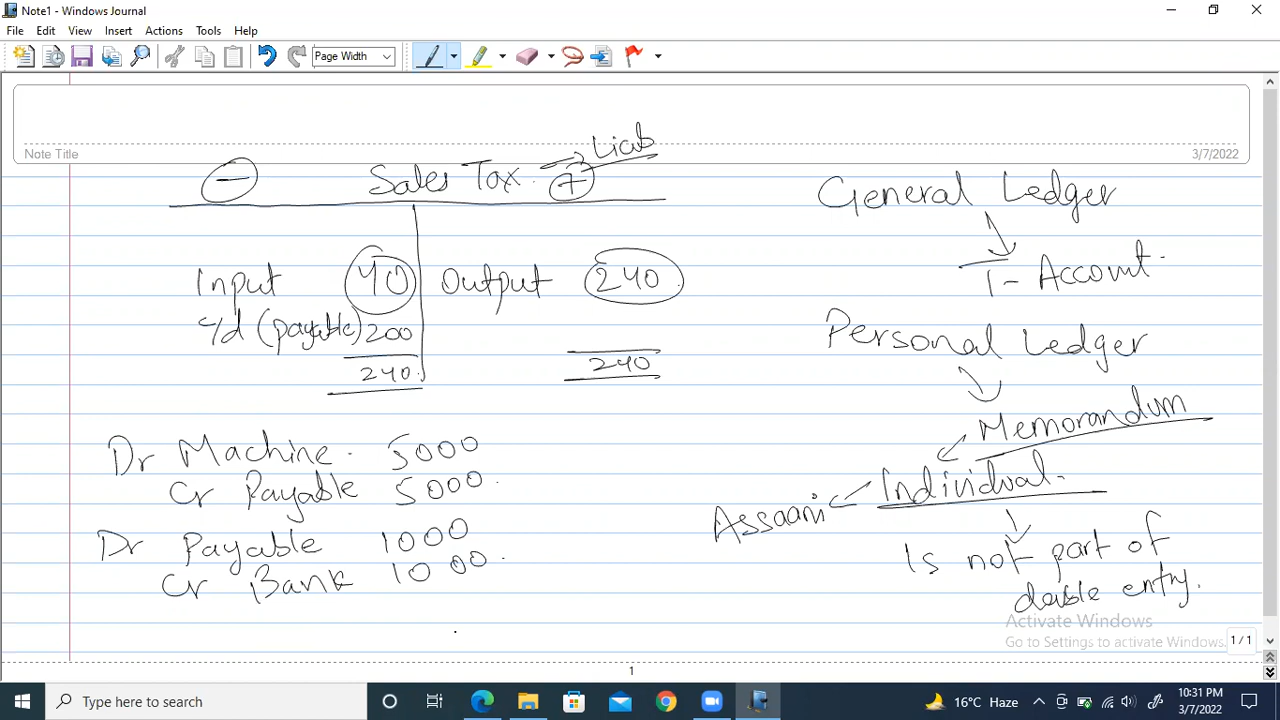 Note1 - Windows Journal
File Edit View Insert Actions Tools Help
Page Width
Note Title
3/7/2022
− Sales Tax + → Liab
Input 40 Output 240
c/d (payable) 200
240 240
Dr Machine 5000
Cr Payable 5000
Dr Payable 1000
Cr Bank 1000
General Ledger
T - Account
Personal Ledger
Memorandum
Individual
Assaani
Is not part of
double entry.
Activate Windows
Go to Settings to activate Windows.
1 / 1
1
Type here to search
16°C Haze
10:31 PM
3/7/2022